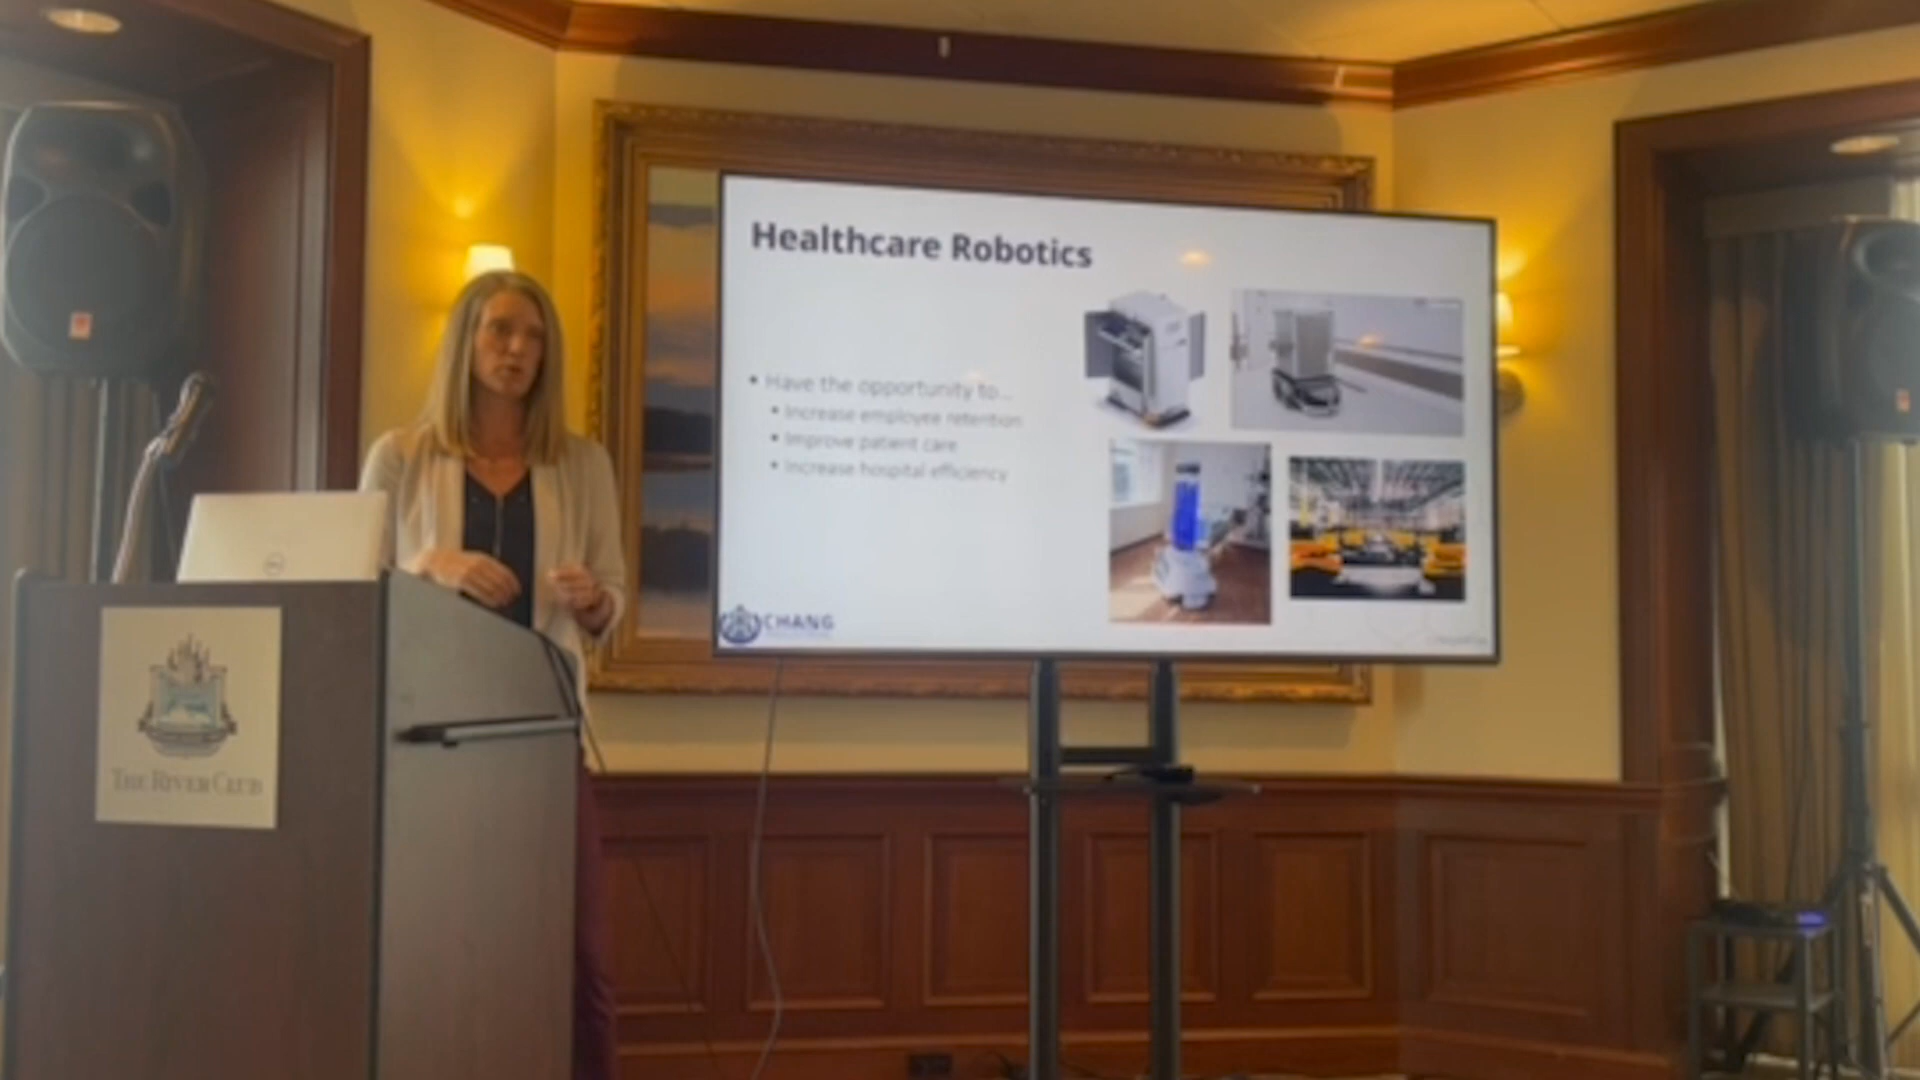 Healthcare Robotics
• Have the opportunity to...
• Increase employee retention
• Improve patient care
• Increase hospital efficiency
CHANG
DELL
THE RIVER CLUB